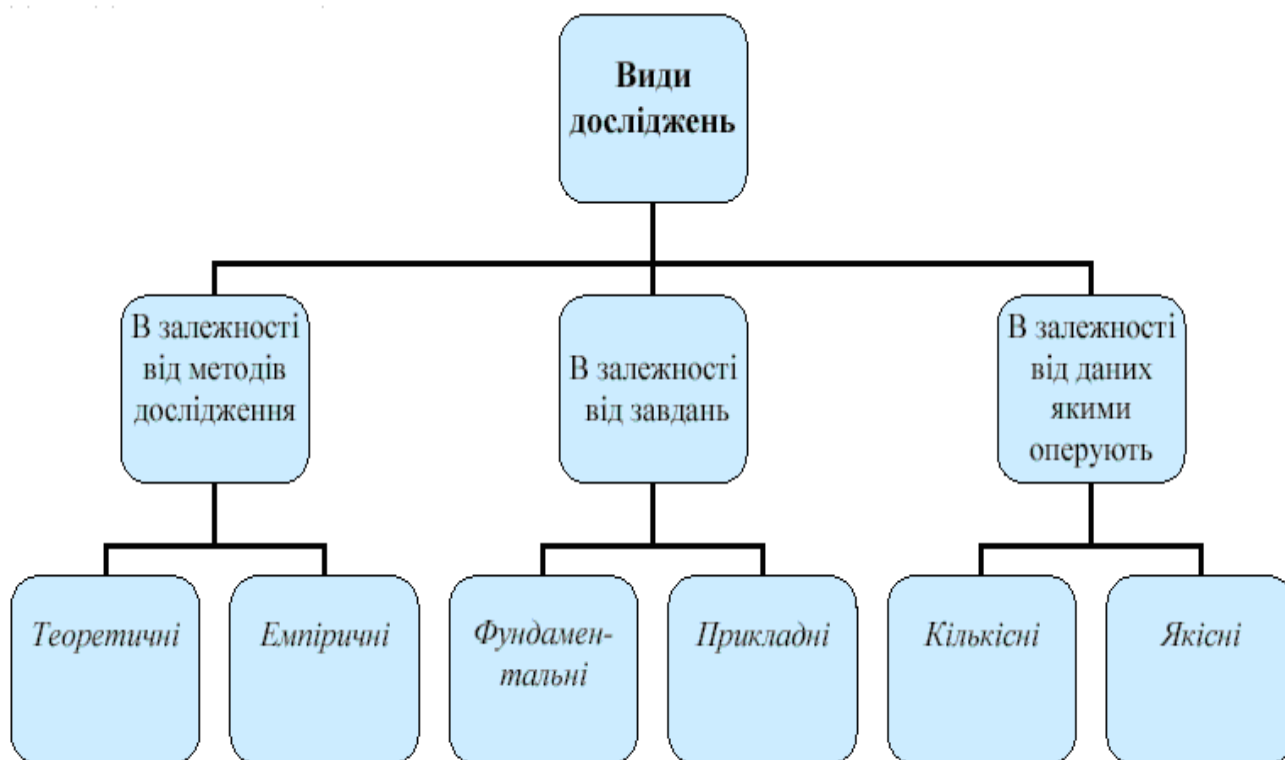 Види
досліджень
В залежності
від методів
дослідження
В залежності
від завдань
В залежності
від даних
якими
оперують
Теоретичні
Емпіричні
Фундамен-
тальні
Прикладні
Кількісні
Якісні